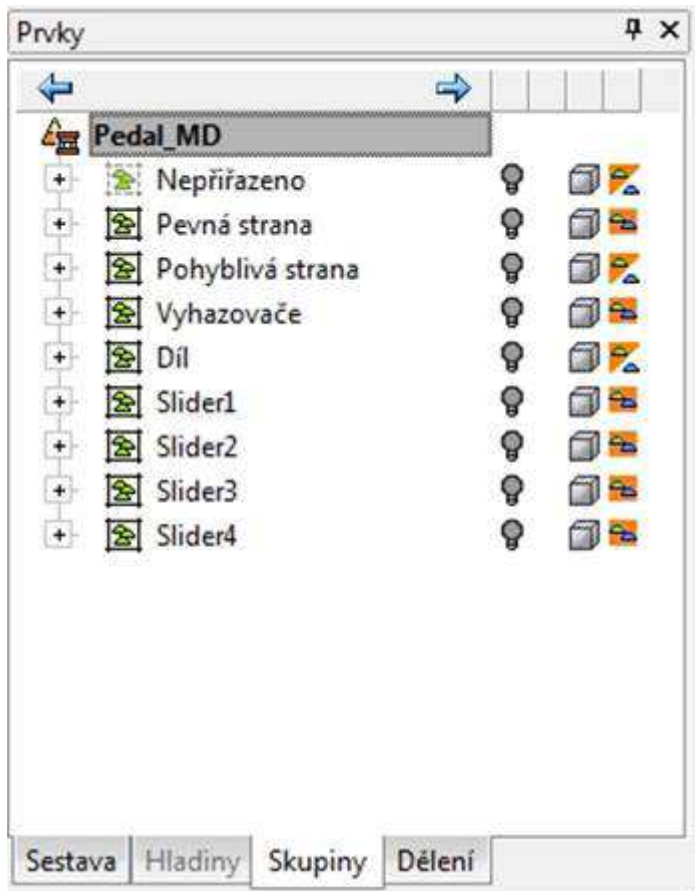 Prvky
Pedal_MD
Nepřiřazeno
Pevná strana
Pohyblivá strana
Vyhazovače
Díl
Slider1
Slider2
Slider3
Slider4
Sestava Hladiny Skupiny Dělení